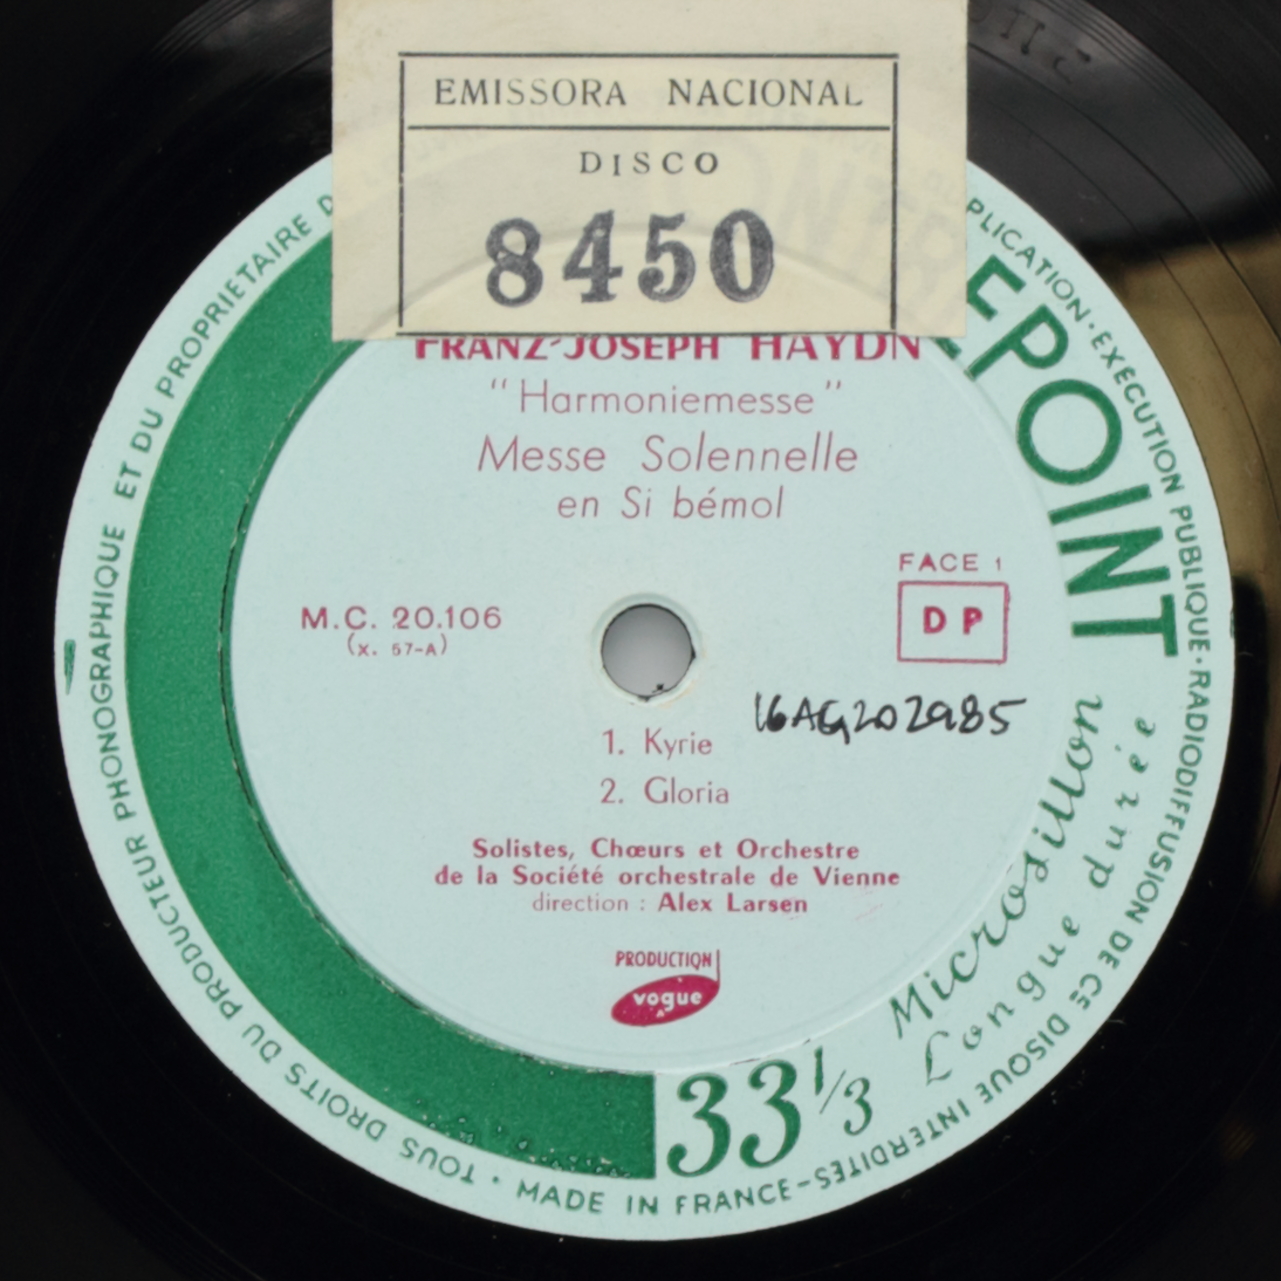 EMISSORA NACIONAL
DISCO
8450
FRANZ-JOSEPH HAYDN
"Harmoniemesse"
Messe Solennelle
en Si bémol
M.C. 20.106
(X. 57-A)
FACE 1
DP
16AG202985
1. Kyrie
2. Gloria
Solistes, Chœurs et Orchestre
de la Société orchestrale de Vienne
direction : Alex Larsen
PRODUCTION
vogue
EPOINT
33 1/3
Microsillon
Longue durée
TOUS DROITS DU PRODUCTEUR PHONOGRAPHIQUE ET DU PROPRIETAIRE
PLICATION·EXÉCUTION PUBLIQUE·RADIODIFFUSION DE CE DISQUE INTERDITES-MADE IN FRANCE